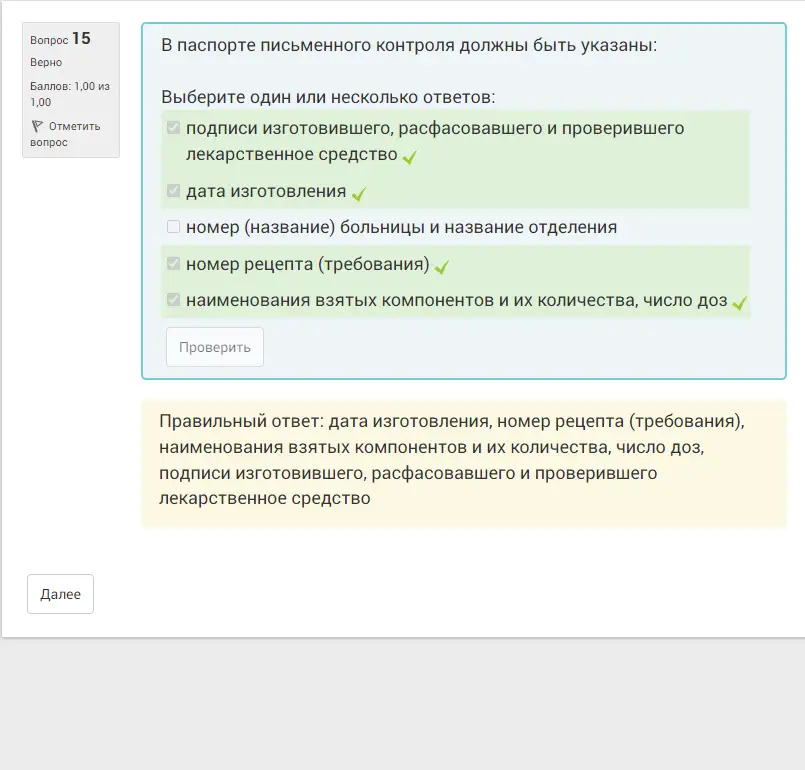 Вопрос 15
Верно
Баллов: 1,00 из
1,00
Отметить
вопрос
В паспорте письменного контроля должны быть указаны:
Выберите один или несколько ответов:
подписи изготовившего, расфасовавшего и проверившего
лекарственное средство
дата изготовления
номер (название) больницы и название отделения
номер рецепта (требования)
наименования взятых компонентов и их количества, число доз
Проверить
Правильный ответ: дата изготовления, номер рецепта (требования),
наименования взятых компонентов и их количества, число доз,
подписи изготовившего, расфасовавшего и проверившего
лекарственное средство
Далее